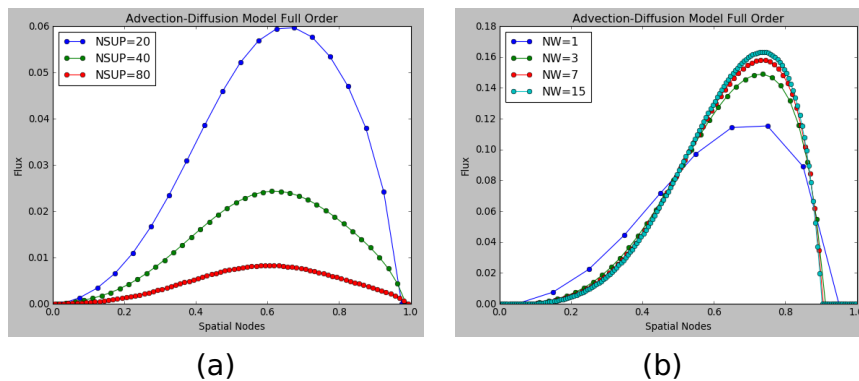 Advection-Diffusion Model Full Order
0.06
0.05
0.04
0.03
0.02
0.01
0.00
Flux
NSUP=20
NSUP=40
NSUP=80
0.0 0.2 0.4 0.6 0.8 1.0
Spatial Nodes
(a)
Advection-Diffusion Model Full Order
0.18
0.16
0.14
0.12
0.10
0.08
0.06
0.04
0.02
0.00
Flux
NW=1
NW=3
NW=7
NW=15
0.0 0.2 0.4 0.6 0.8 1.0
Spatial Nodes
(b)